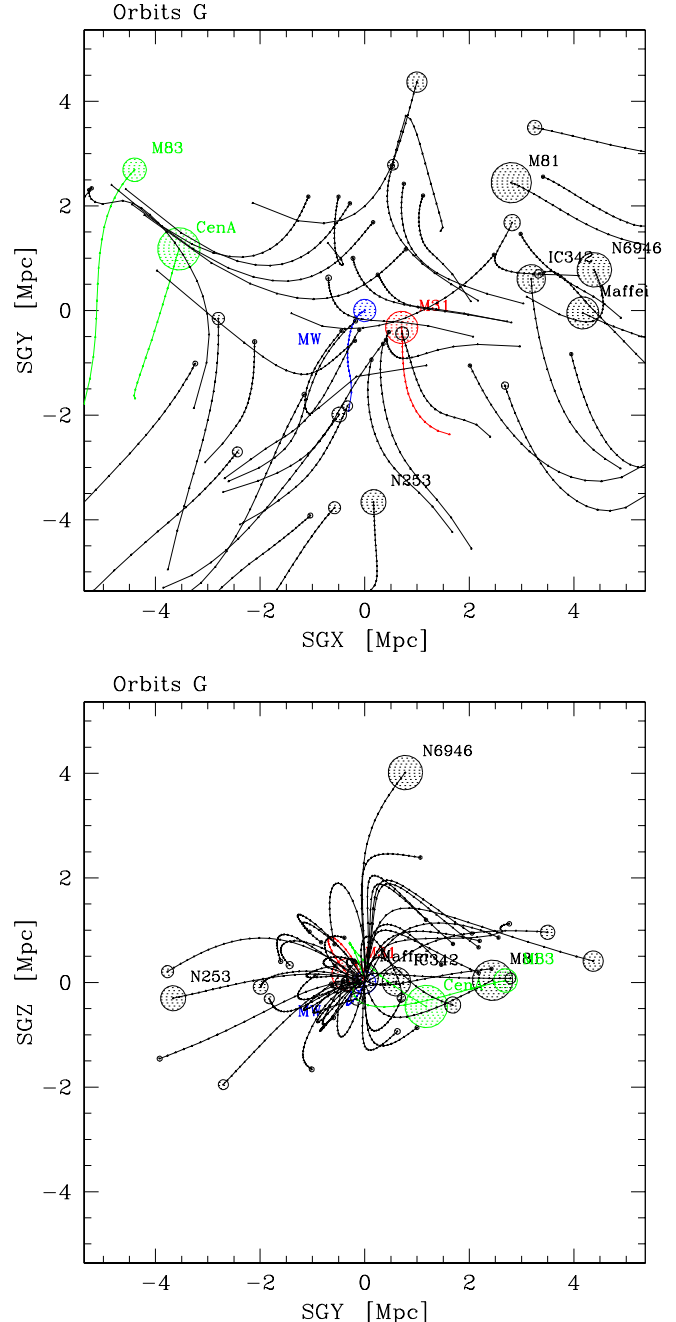 Orbits G
4
M83
M81
2
CenA
N6946
IC342
Maffei
SGY [Mpc]
0
M31
MW
−2
N253
−4
−4 −2 0 2 4
SGX [Mpc]
Orbits G
N6946
4
2
SGZ [Mpc]
M31
Maffei
IC342
M81
M83
N253
0
CenA
MW
−2
−4
−4 −2 0 2 4
SGY [Mpc]